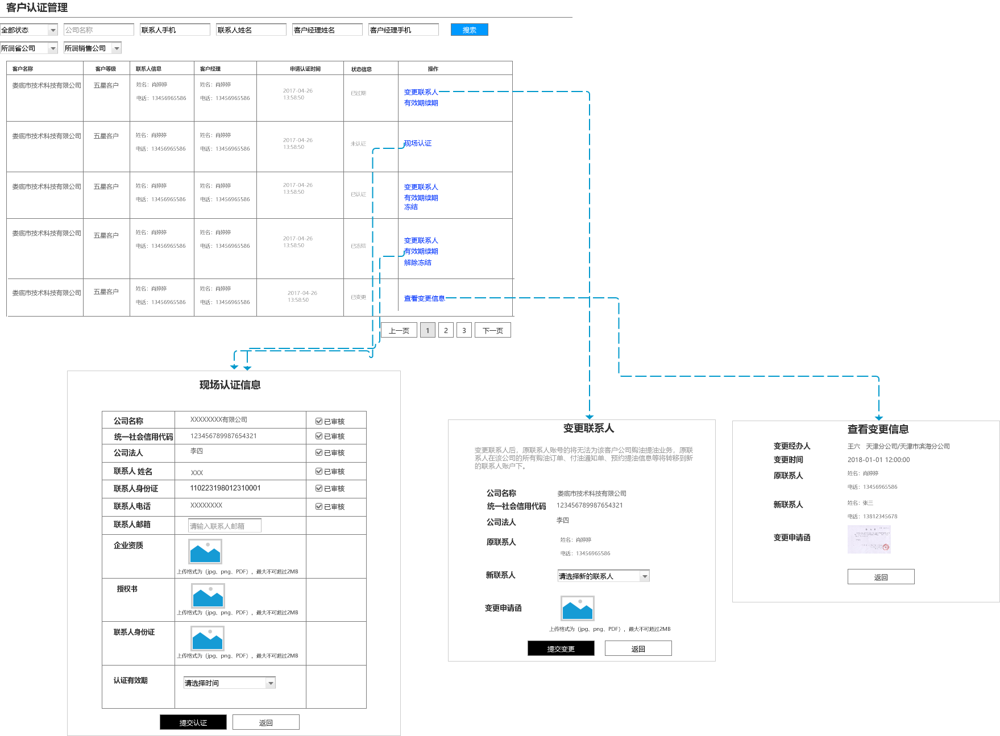 客户认证管理
全部状态 公司名称 联系人手机 联系人姓名 客户经理姓名 客户经理手机 搜索
所属省公司 所属销售公司
客户名称 客户等级 联系人信息 客户经理 申请认证时间 状态信息 操作
娄底市技术科技有限公司 五星客户 姓名：肖婷婷 姓名：肖婷婷 2017-04-26 已过期 变更联系人
电话：13456965586 电话：13456965586 13:58:50 有效期续期
娄底市技术科技有限公司 五星客户 姓名：肖婷婷 姓名：肖婷婷 2017-04-26 未认证 现场认证
电话：13456965586 电话：13456965586 13:58:50
娄底市技术科技有限公司 五星客户 姓名：肖婷婷 姓名：肖婷婷 2017-04-26 已认证 变更联系人
电话：13456965586 电话：13456965586 13:58:50 有效期续期
冻结
娄底市技术科技有限公司 五星客户 姓名：肖婷婷 姓名：肖婷婷 2017-04-26 已冻结 变更联系人
电话：13456965586 电话：13456965586 13:58:50 有效期续期
解除冻结
娄底市技术科技有限公司 五星客户 姓名：肖婷婷 姓名：肖婷婷 2017-04-26 已变更 查看变更信息
电话：13456965586 电话：13456965586 13:58:50
上一页 1 2 3 下一页
现场认证信息
公司名称 XXXXXXXX有限公司 已审核
统一社会信用代码 123456789987654321 已审核
公司法人 李四 已审核
联系人 姓名 XXX 已审核
联系人身份证 110223198012310001 已审核
联系人电话 XXXXXXXX 已审核
联系人邮箱 请输入联系人邮箱
企业资质
上传格式为（jpg、png、PDF），最大不可超过2MB
授权书
上传格式为（jpg、png、PDF），最大不可超过2MB
联系人身份证
上传格式为（jpg、png、PDF），最大不可超过2MB
认证有效期 请选择时间
提交认证 返回
变更联系人
变更联系人后，原联系人账号的将无法为该客户公司购油提油业务，原联
系人在该公司的所有购油订单、付油通知单、预约提油信息等将转移到新
的联系人账户下。
公司名称 娄底市技术科技有限公司
统一社会信用代码 123456789987654321
公司法人 李四
原联系人 姓名：肖婷婷
电话：13456965586
新联系人 请选择新的联系人
变更申请函
上传格式为（jpg、png、PDF），最大不可超过2MB
提交变更 返回
查看变更信息
变更经办人 王六 天津分公司/天津市滨海分公司
变更时间 2018-01-01 12:00:00
原联系人 姓名：肖婷婷
电话：13456965586
新联系人 姓名：张三
电话：13812345678
变更申请函
返回